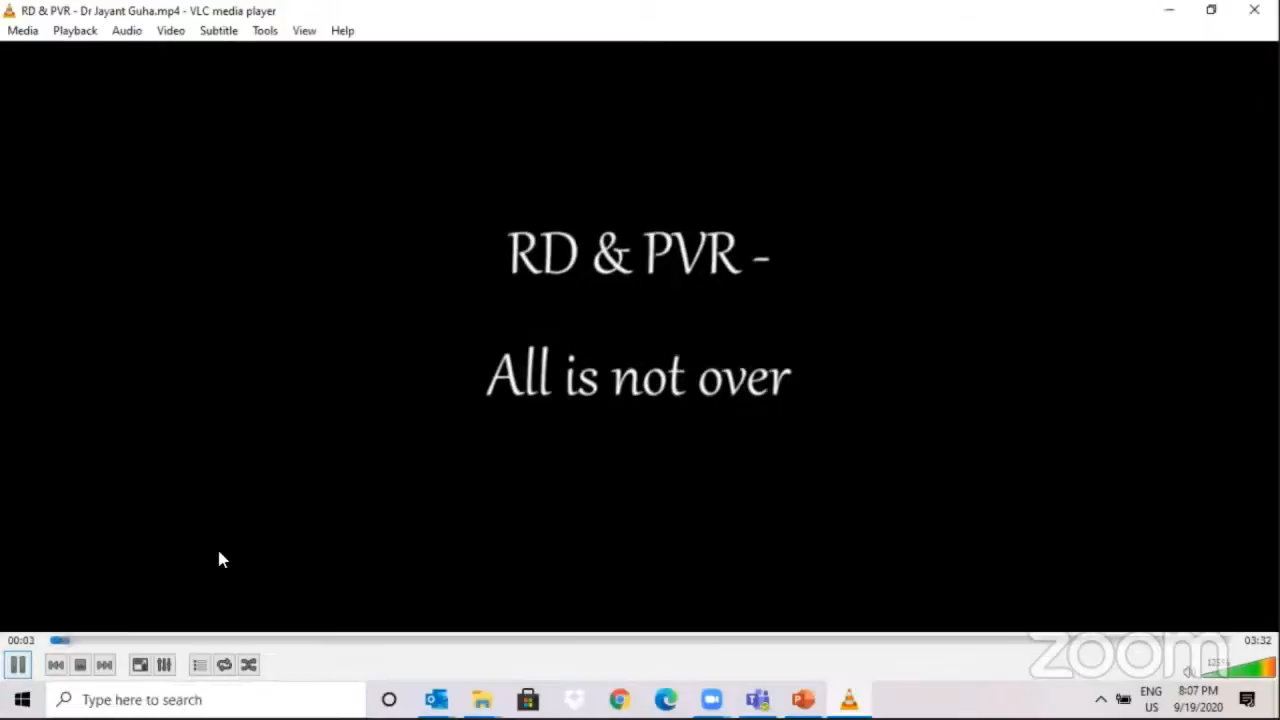 RD & PVR - Dr Jayant Guha.mp4 - VLC media player
Media Playback Audio Video Subtitle Tools View Help
RD & PVR -
All is not over
00:03
03:32
zoom
125%
Type here to search
ENG
US
8:07 PM
9/19/2020